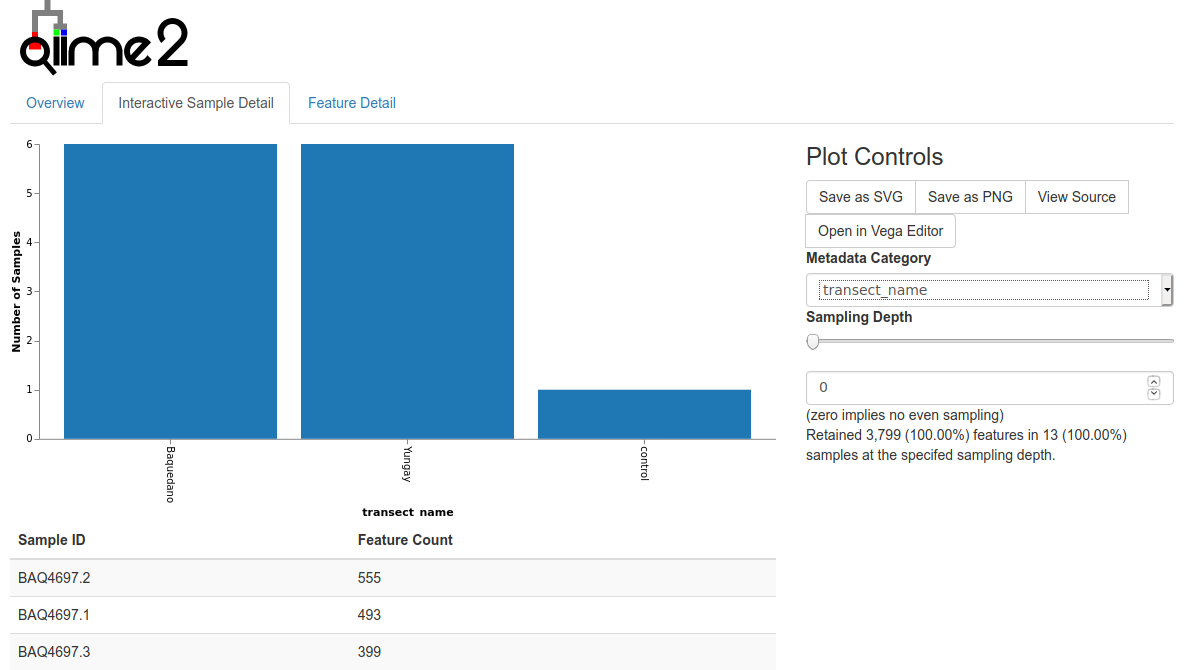 qiime2
Overview Interactive Sample Detail Feature Detail
6
5
4
3
2
1
0
Number of Samples
Baquedano
Yungay
control
transect_name
Plot Controls
Save as SVG Save as PNG View Source
Open in Vega Editor
Metadata Category
transect_name
Sampling Depth
0
(zero implies no even sampling)
Retained 3,799 (100.00%) features in 13 (100.00%)
samples at the specifed sampling depth.
Sample ID Feature Count
BAQ4697.2 555
BAQ4697.1 493
BAQ4697.3 399